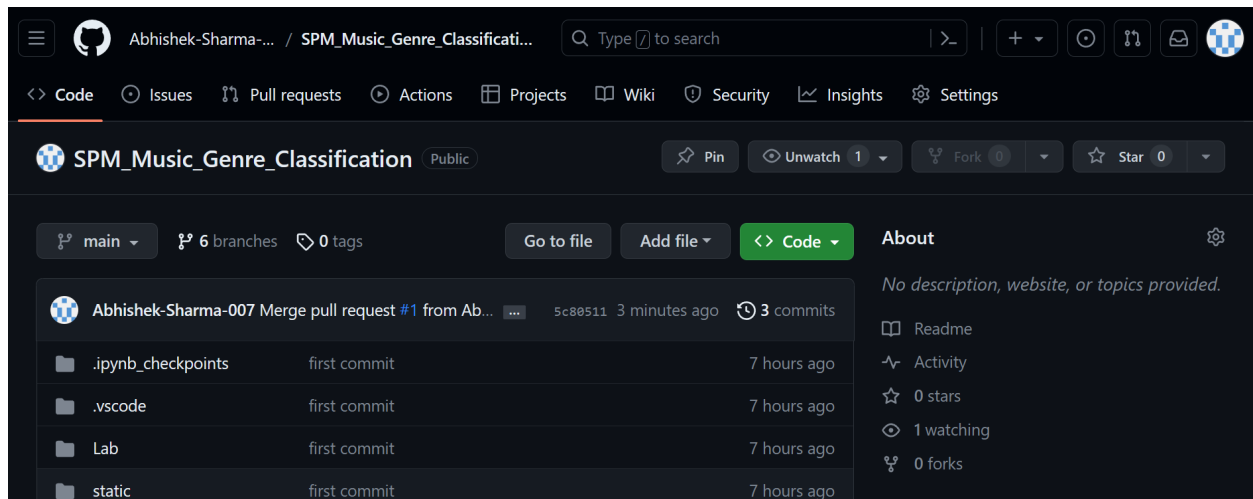 Abhishek-Sharma-... / SPM_Music_Genre_Classificati... Type / to search
Code Issues Pull requests Actions Projects Wiki Security Insights Settings
SPM_Music_Genre_Classification Public Pin Unwatch 1 Fork 0 Star 0
main 6 branches 0 tags Go to file Add file Code
About
No description, website, or topics provided.
Abhishek-Sharma-007 Merge pull request #1 from Ab... ... 5c80511 3 minutes ago 3 commits
Readme
.ipynb_checkpoints first commit 7 hours ago
Activity
.vscode first commit 7 hours ago
0 stars
1 watching
Lab first commit 7 hours ago
0 forks
static first commit 7 hours ago